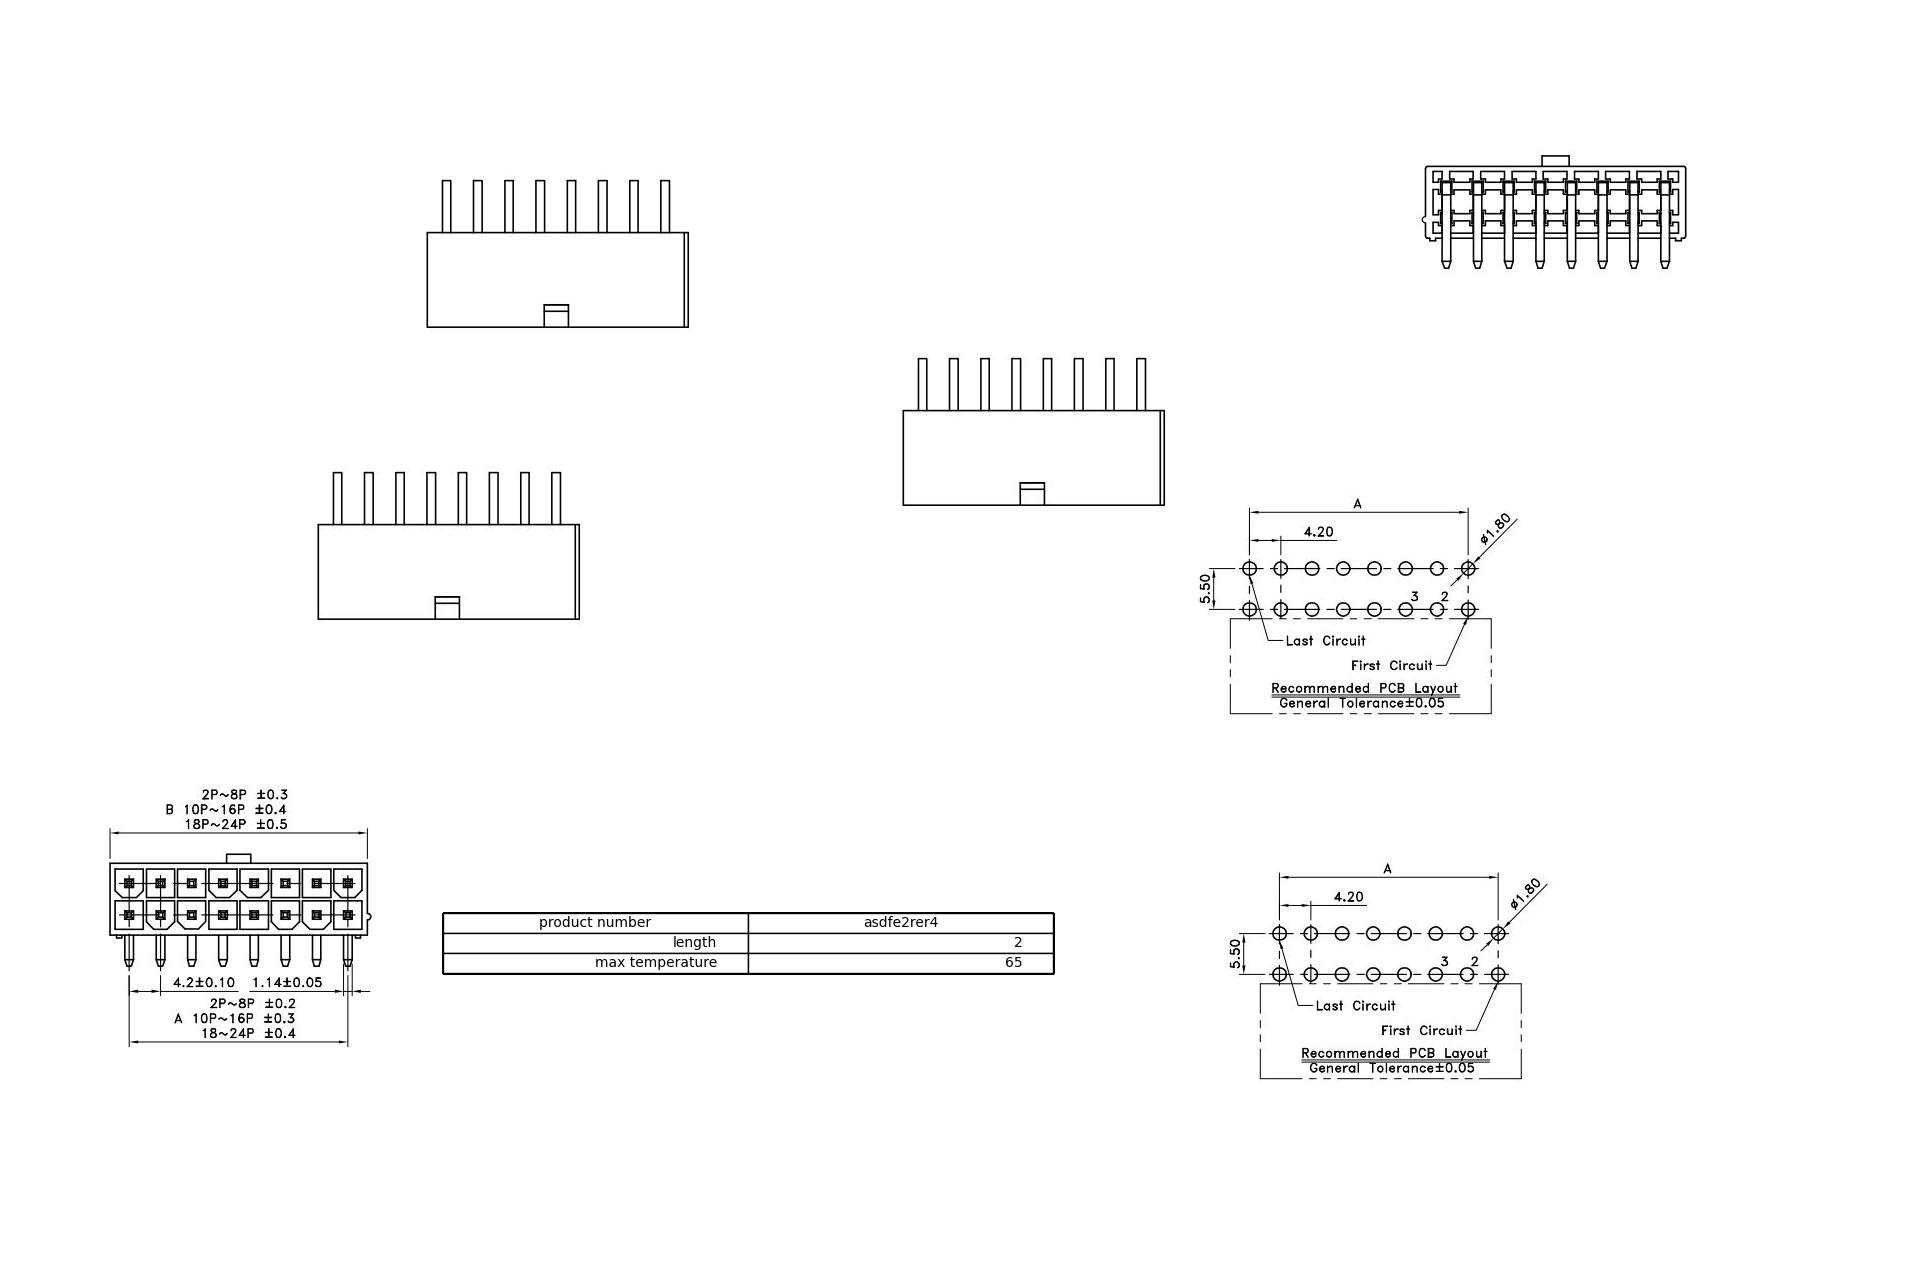 A
4.20
ø1.80
5.50
3 2
Last Circuit
First Circuit
Recommended PCB Layout
General Tolerance±0.05
2P~8P ±0.3
B 10P~16P ±0.4
18P~24P ±0.5
4.2±0.10 1.14±0.05
2P~8P ±0.2
A 10P~16P ±0.3
18~24P ±0.4
product number asdfe2rer4
length 2
max temperature 65
A
4.20
ø1.80
5.50
3 2
Last Circuit
First Circuit
Recommended PCB Layout
General Tolerance±0.05